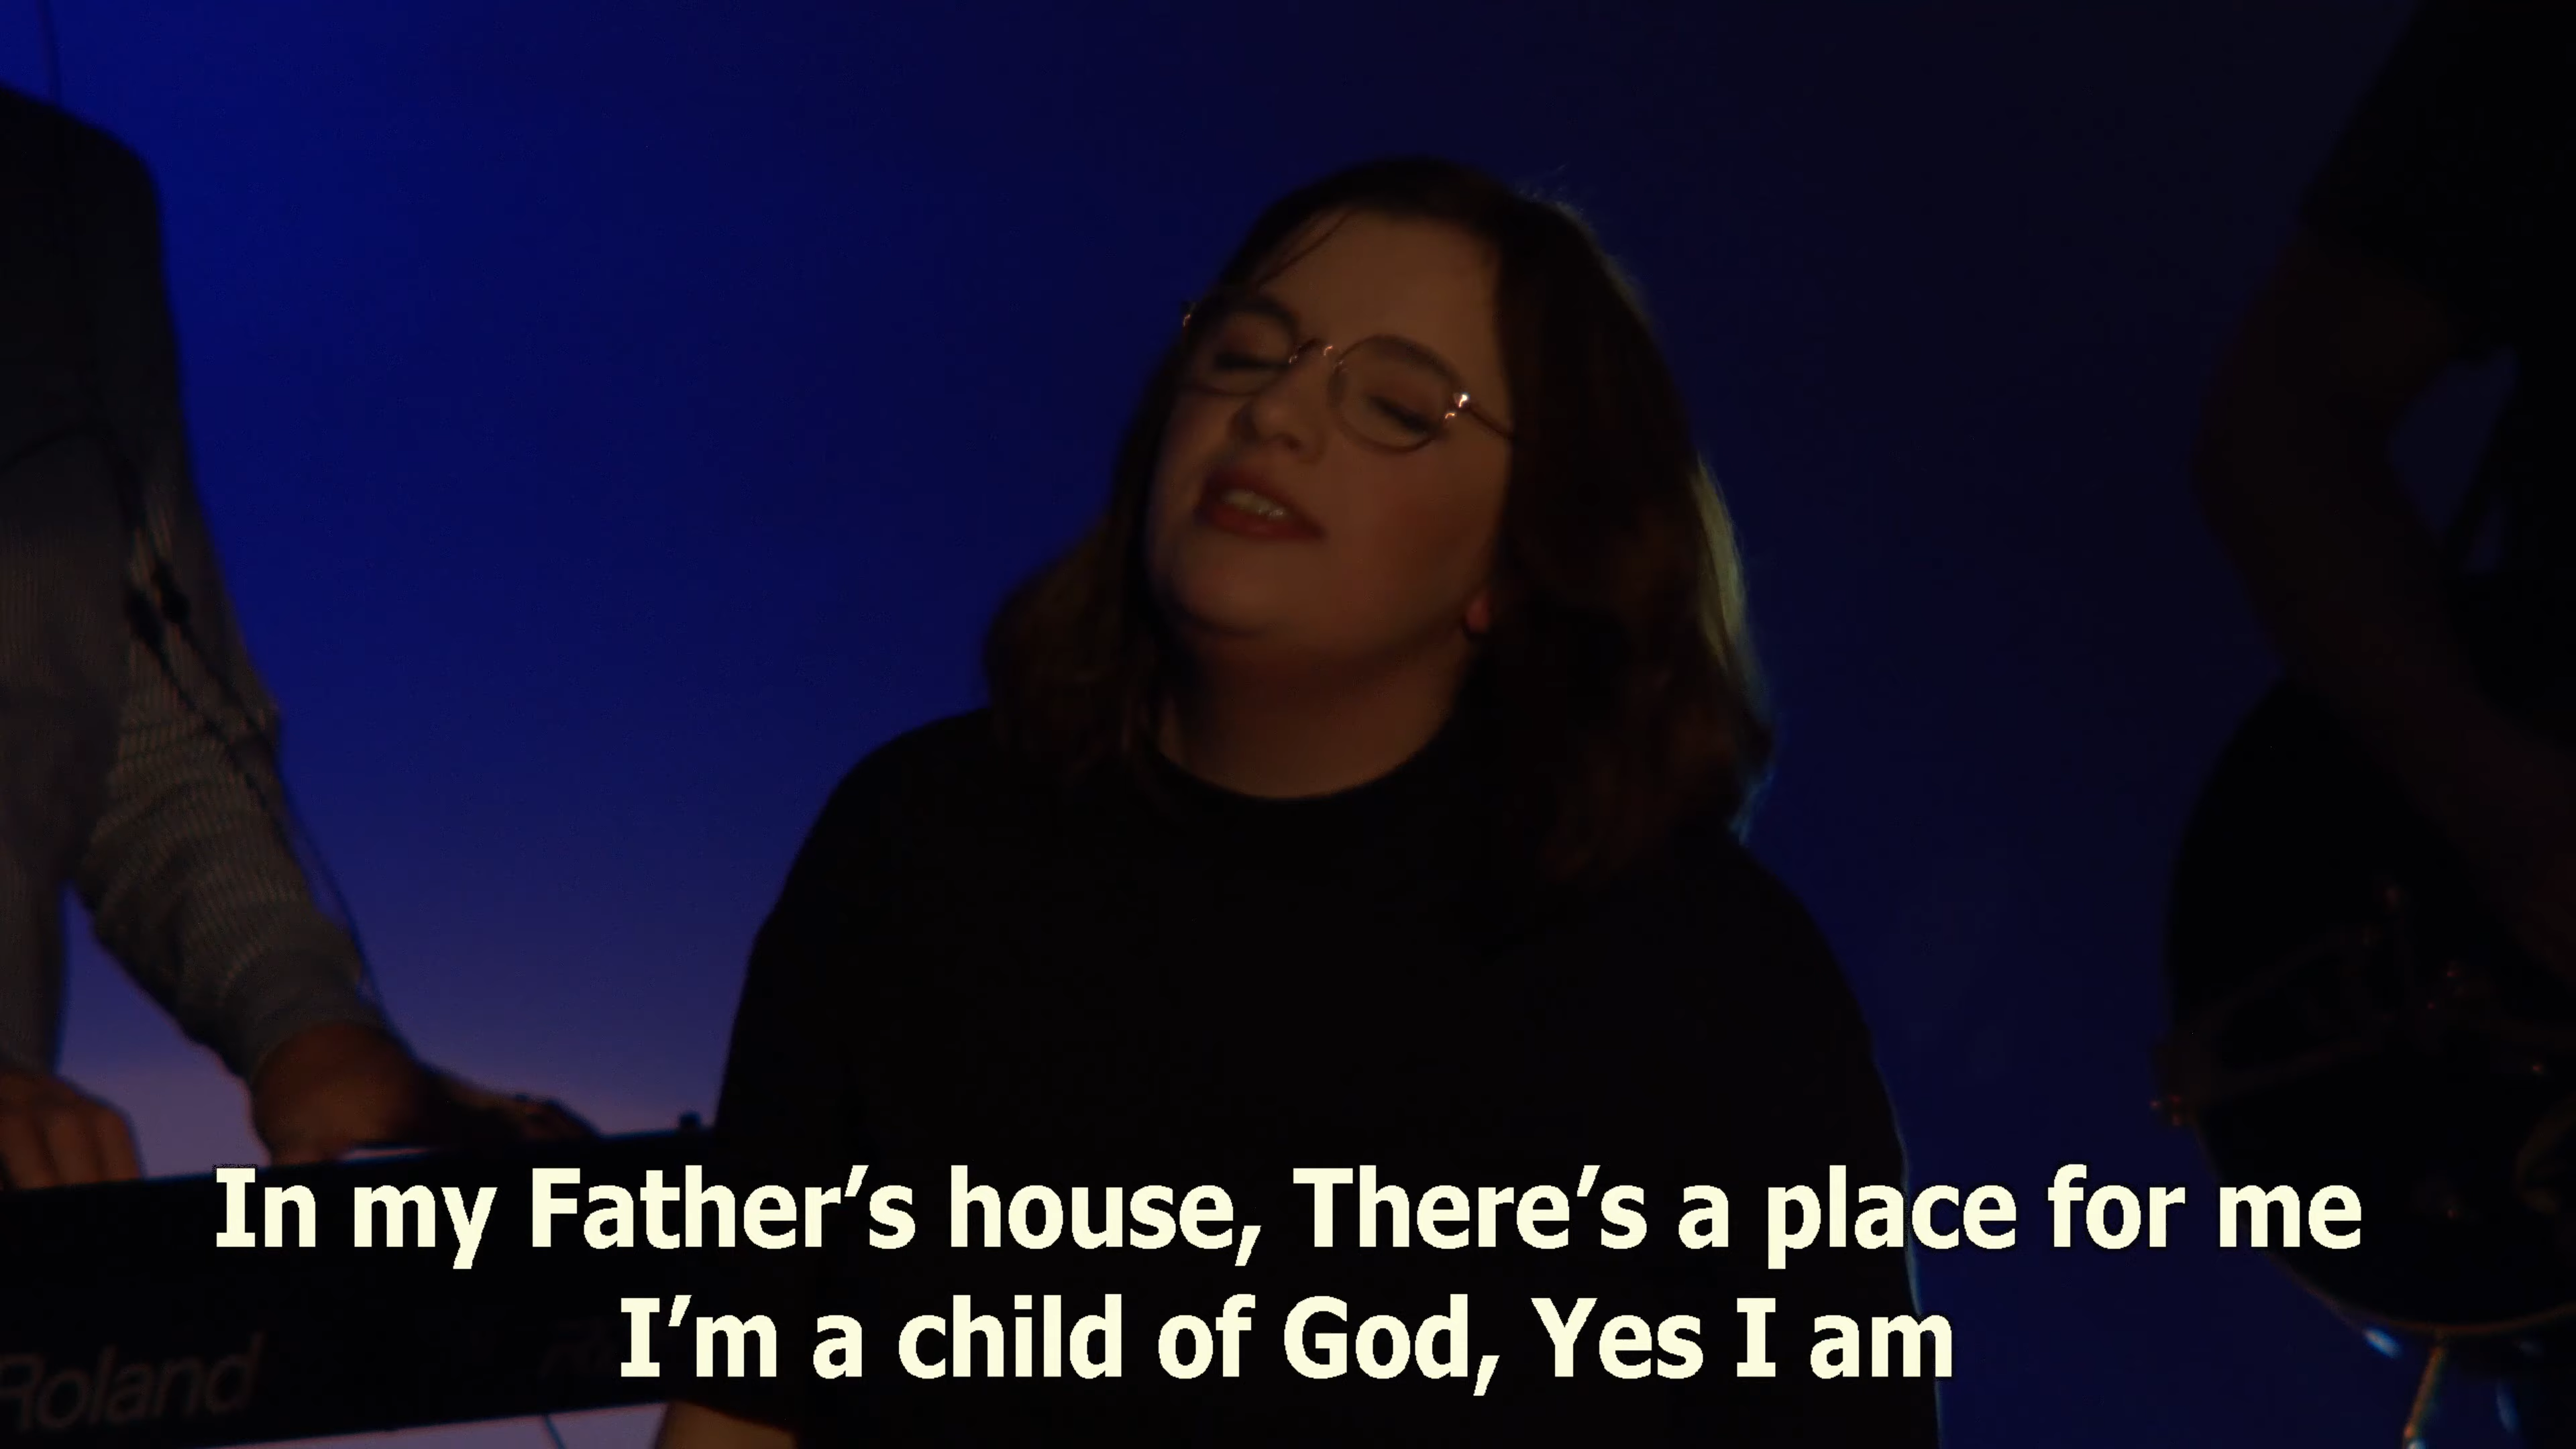 In my Father’s house, There’s a place for me
I’m a child of God, Yes I am
Roland